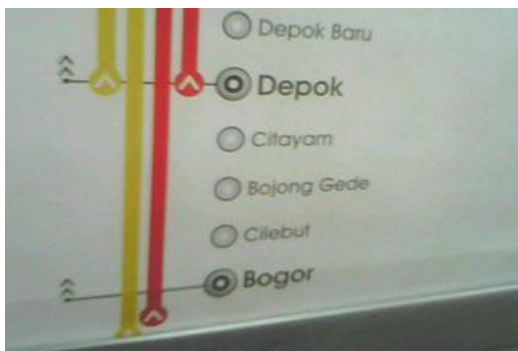 Depok Baru
Depok
Citayam
Bojong Gede
Cilebut
Bogor